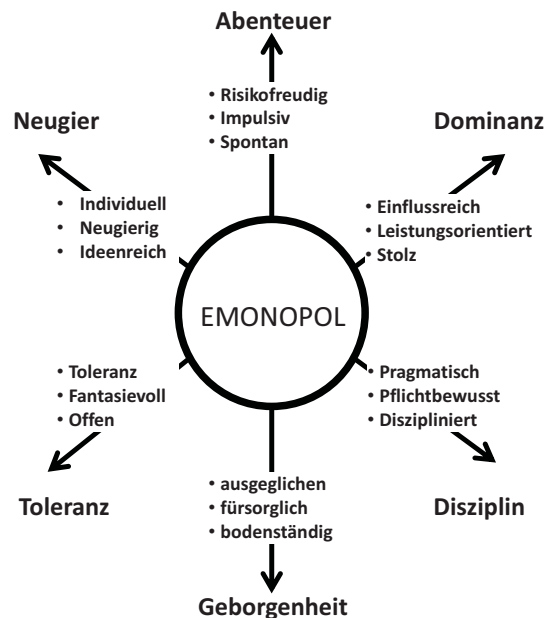 Abenteuer
• Risikofreudig
• Impulsiv
• Spontan
Neugier
• Individuell
• Neugierig
• Ideenreich
Dominanz
• Einflussreich
• Leistungsorientiert
• Stolz
EMONOPOL
• Toleranz
• Fantasievoll
• Offen
Toleranz
• Pragmatisch
• Pflichtbewusst
• Diszipliniert
Disziplin
• ausgeglichen
• fürsorglich
• bodenständig
Geborgenheit